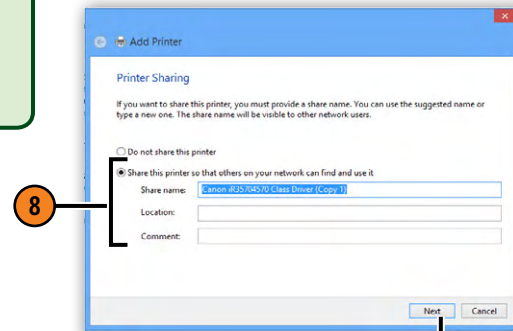 Add Printer
Printer Sharing
If you want to share this printer, you must provide a share name. You can use the suggested name or
type a new one. The share name will be visible to other network users.
Do not share this printer
Share this printer so that others on your network can find and use it
Share name: Canon iR3570/4570 Class Driver (Copy 1)
Location:
Comment:
8
Next Cancel